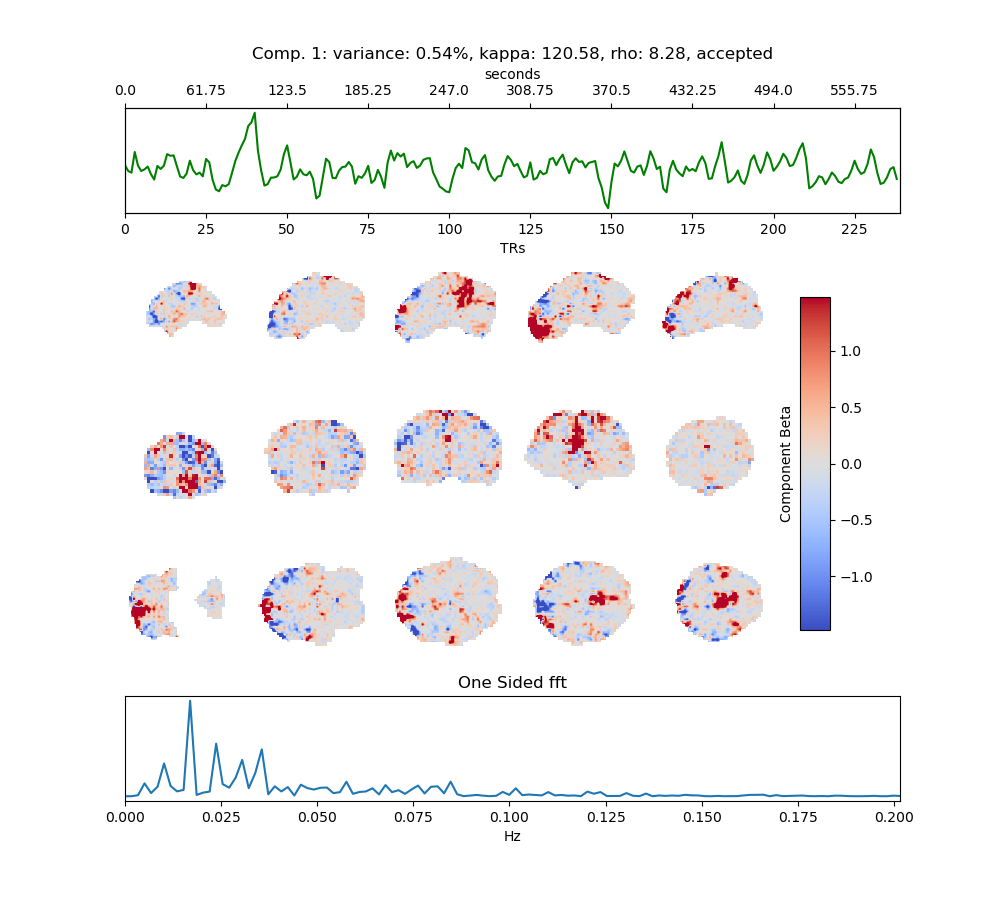 Comp. 1: variance: 0.54%, kappa: 120.58, rho: 8.28, accepted
seconds
0.0 61.75 123.5 185.25 247.0 308.75 370.5 432.25 494.0 555.75
0 25 50 75 100 125 150 175 200 225
TRs
1.0
0.5
0.0
−0.5
−1.0
Component Beta
One Sided fft
0.000 0.025 0.050 0.075 0.100 0.125 0.150 0.175 0.200
Hz